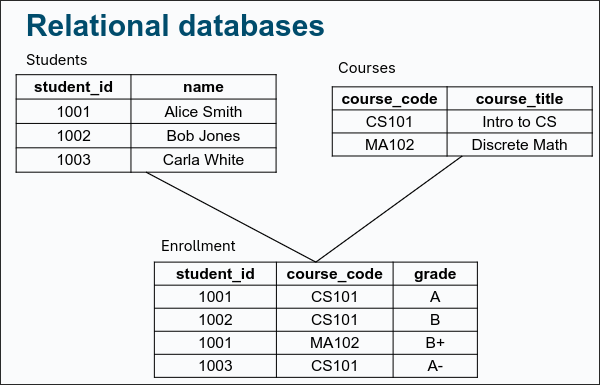 Relational databases
Students
student_id name
1001 Alice Smith
1002 Bob Jones
1003 Carla White
Courses
course_code course_title
CS101 Intro to CS
MA102 Discrete Math
Enrollment
student_id course_code grade
1001 CS101 A
1002 CS101 B
1001 MA102 B+
1003 CS101 A-